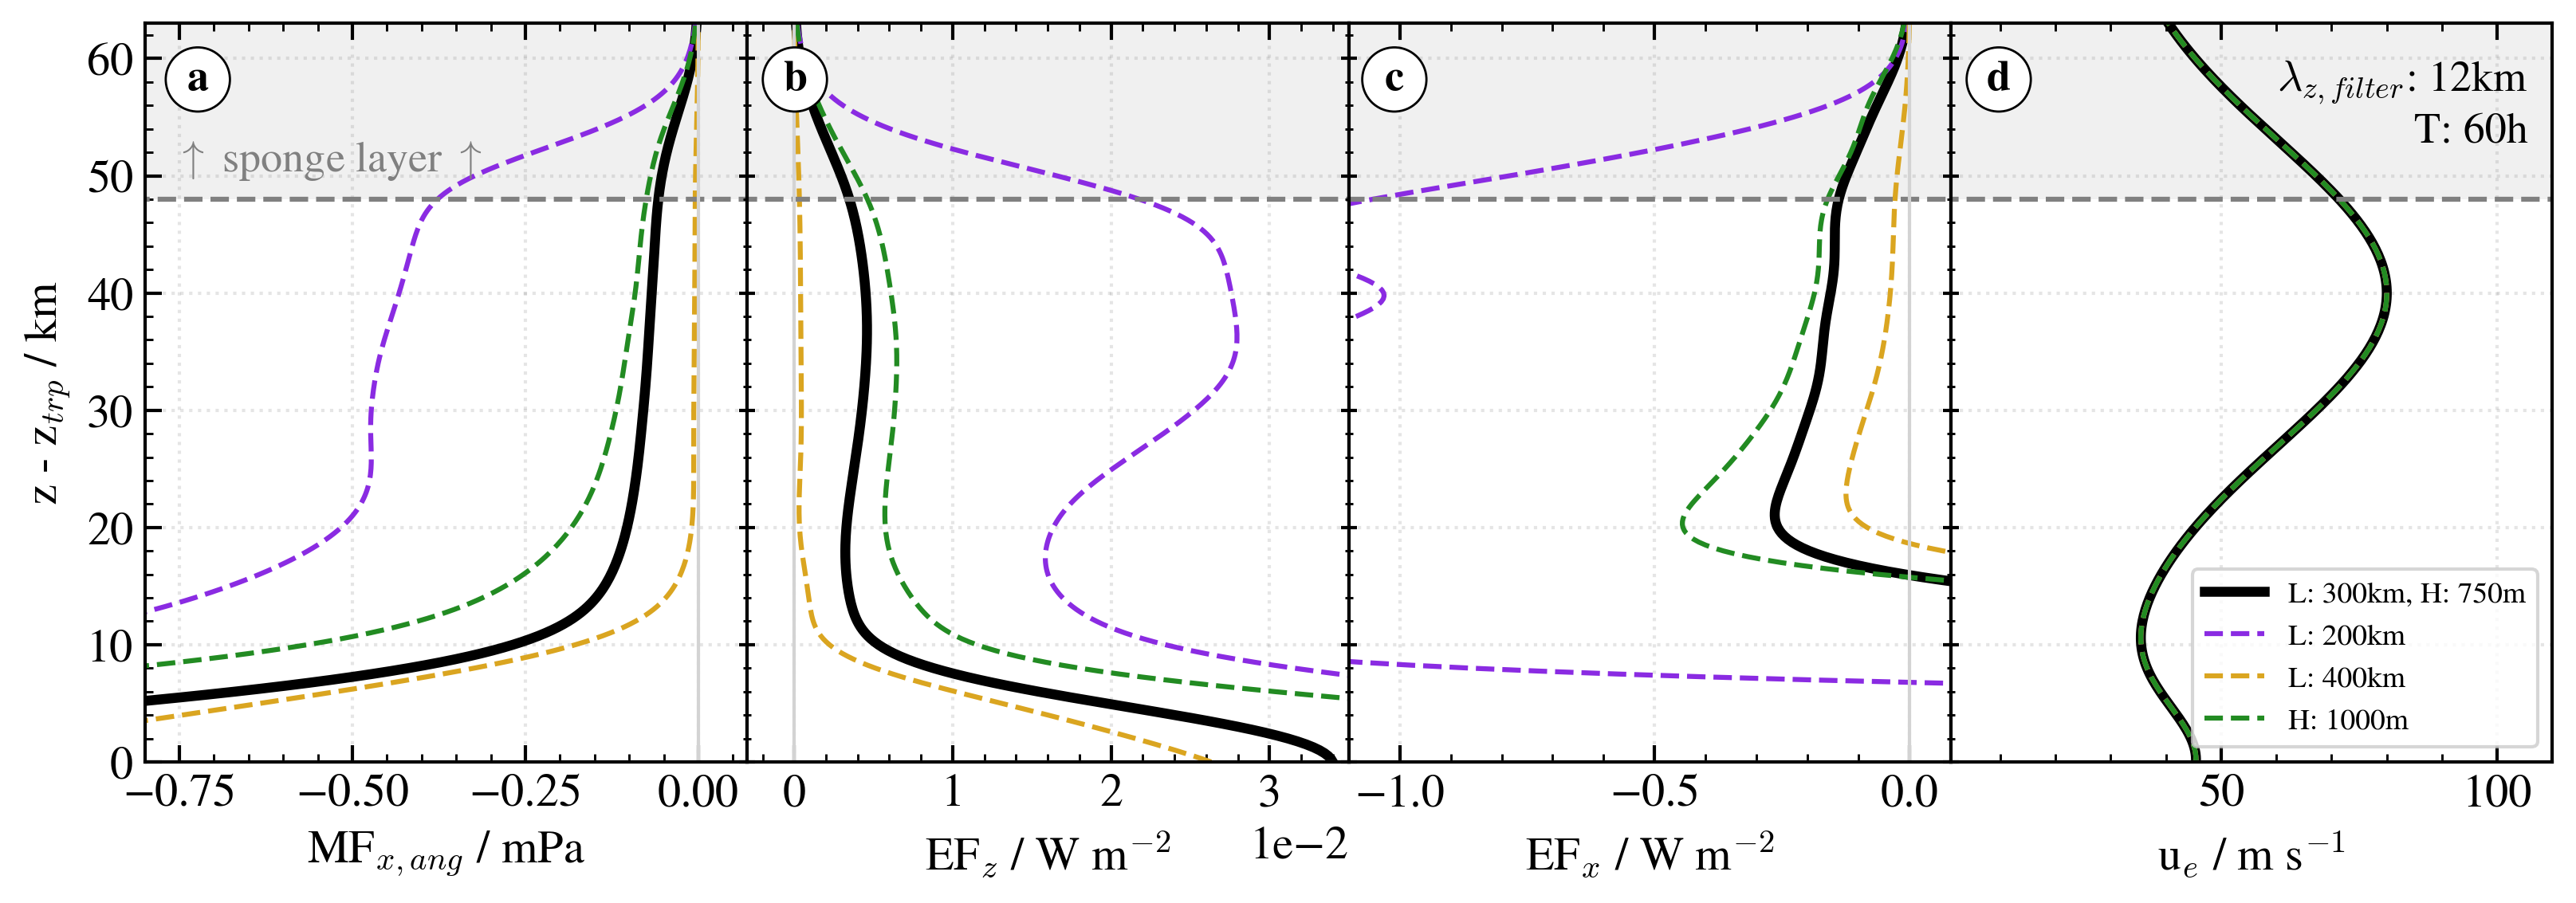 a
b
c
d
λz, filter: 12km
T: 60h
↑ sponge layer ↑
60
50
40
30
20
10
0
z - ztrp / km
L: 300km, H: 750m
L: 200km
L: 400km
H: 1000m
−0.75 −0.50 −0.25 0.00
0 1 2 3
−1.0 −0.5 0.0
50 100
1e−2
MFx, ang / mPa
EFz / W m−2
EFx / W m−2
ue / m s−1